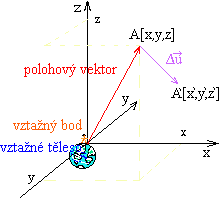 z
z
A[x,y,z]
Δu⃗
polohový vektor
A'[x',y',z']
y
vztažný bod
x
vztažné těleso
x
y